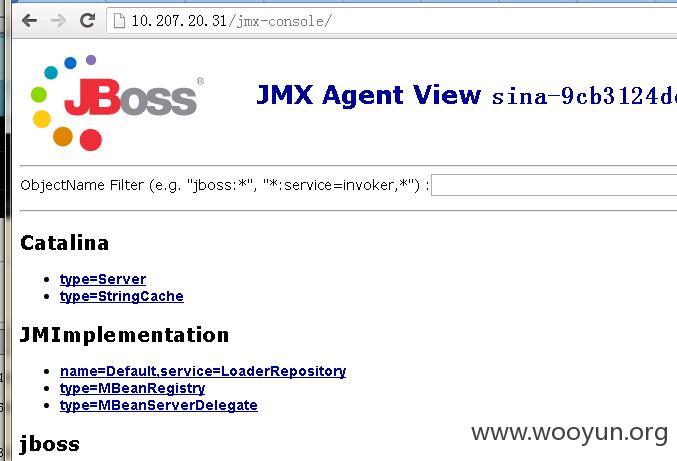 10.207.20.31/jmx-console/
JBoss®
JMX Agent View sina-9cb3124d
ObjectName Filter (e.g. "jboss:*", "*:service=invoker,*") :
Catalina
type=Server
type=StringCache
JMImplementation
name=Default,service=LoaderRepository
type=MBeanRegistry
type=MBeanServerDelegate
jboss
www.wooyun.org